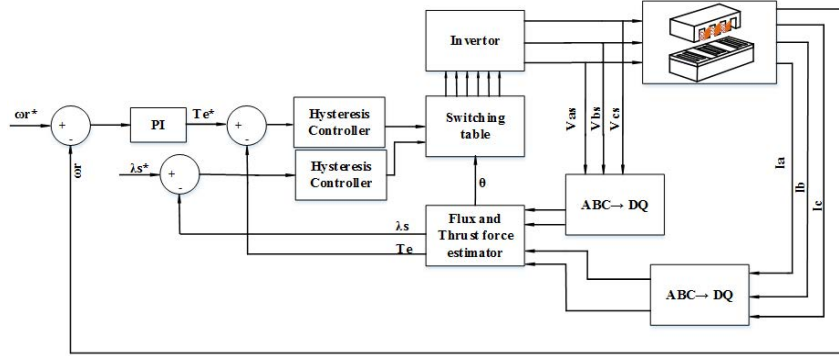 Invertor
ωr*
+
-
PI
Te*
+
-
Hysteresis
Controller
Switching
table
Vas
Vbs
Vcs
ωr
λs*
+
-
Hysteresis
Controller
θ
Ia
Ib
Ic
λs
Te
Flux and
Thrust force
estimator
ABC→ DQ
ABC→ DQ